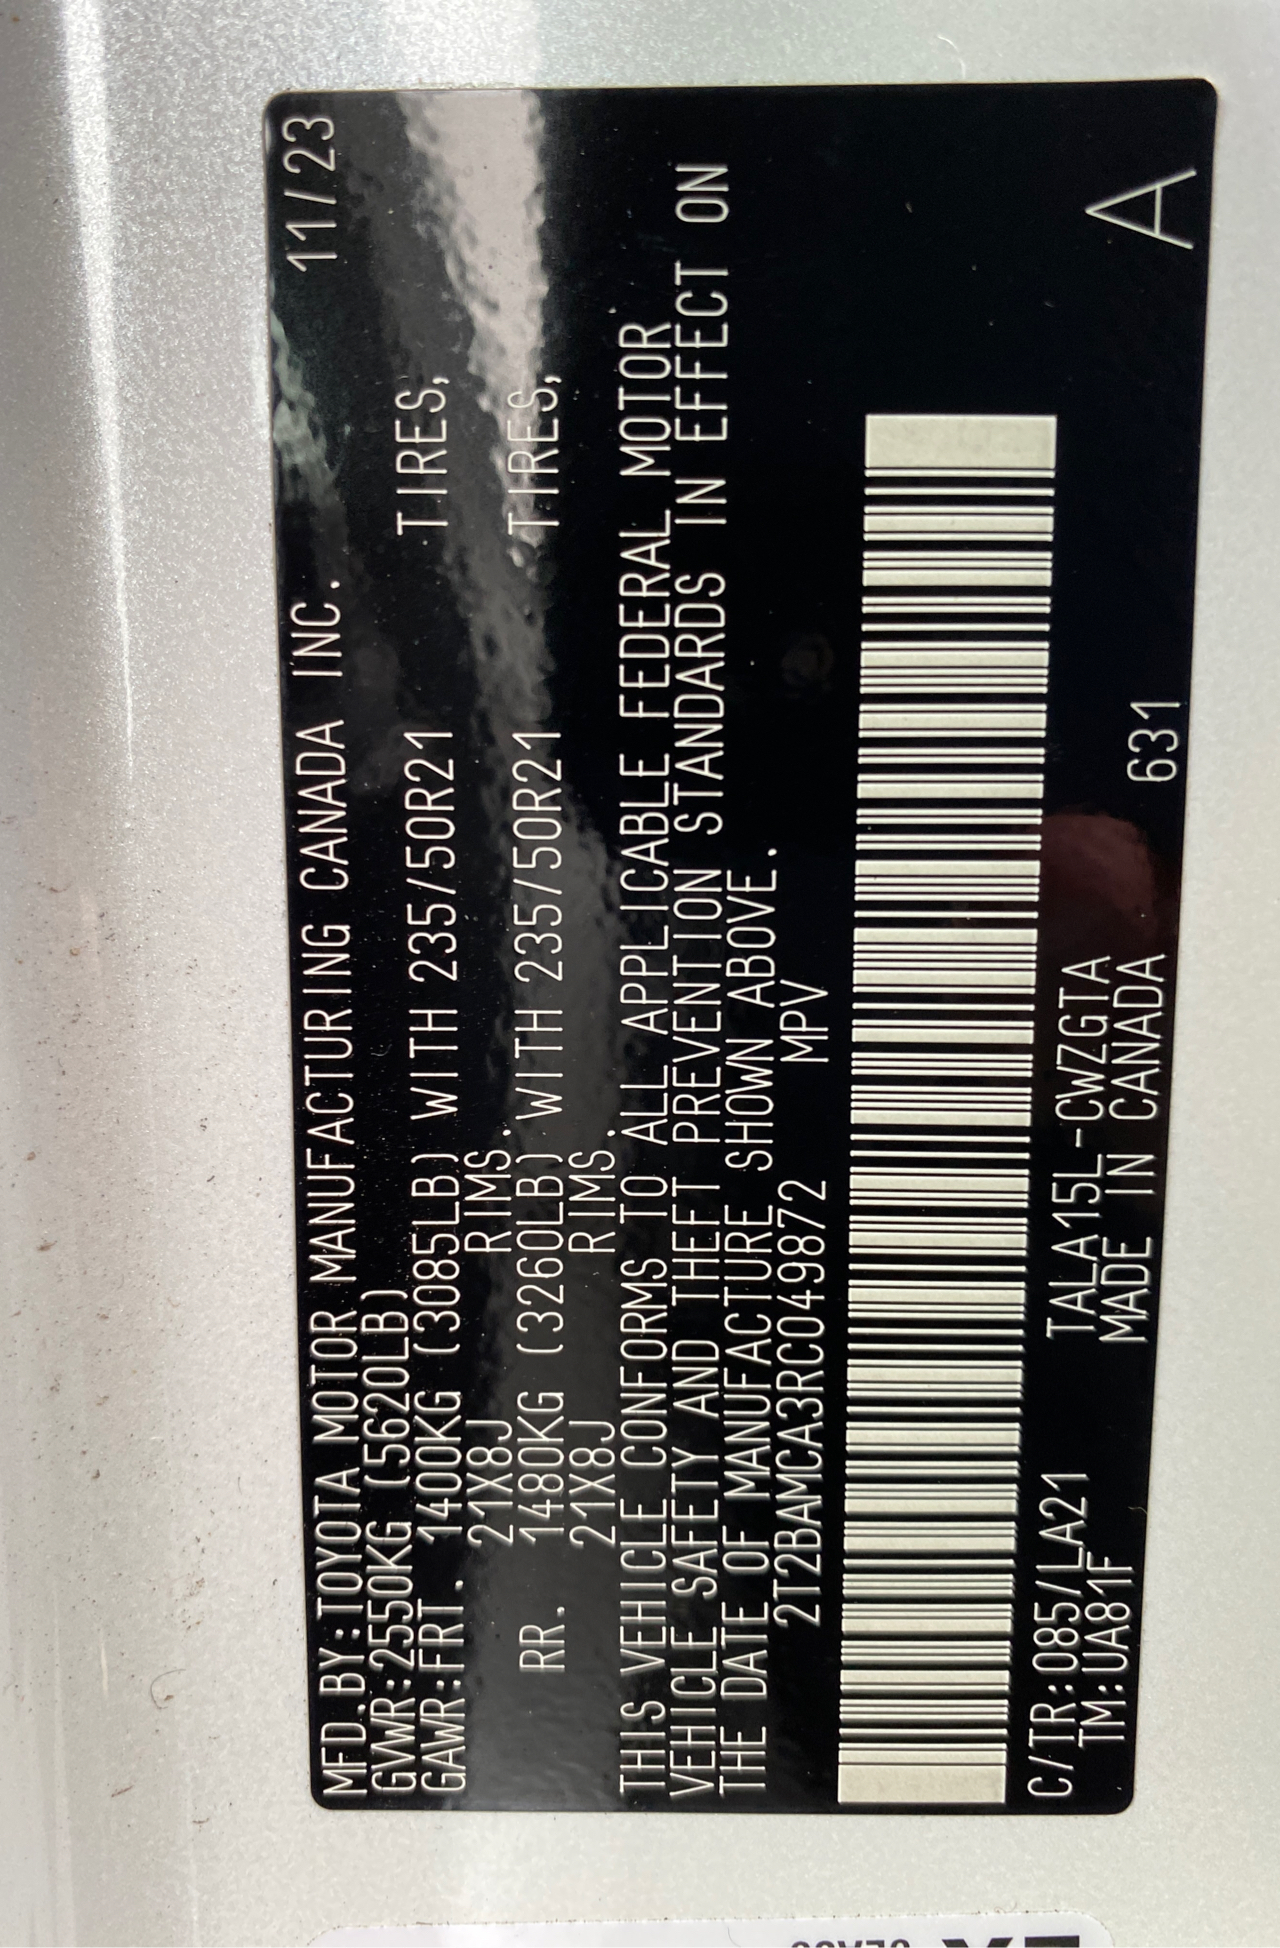 MFD.BY:TOYOTA MOTOR MANUFACTURING CANADA INC. 11/23
GVWR:2550KG (5620LB)
GAWR:FRT. 1400KG (3085LB) WITH 235/50R21 TIRES,
21X8J RIMS.
RR. 1480KG (3260LB) WITH 235/50R21 TIRES,
21X8J RIMS.
THIS VEHICLE CONFORMS TO ALL APPLICABLE FEDERAL MOTOR
VEHICLE SAFETY AND THEFT PREVENTION STANDARDS IN EFFECT ON
THE DATE OF MANUFACTURE SHOWN ABOVE.
2T2BAMCA3RC049872 MPV
C/TR:085/LA21 TALA15L-CWZGTA
TM:UA81F MADE IN CANADA 631 A